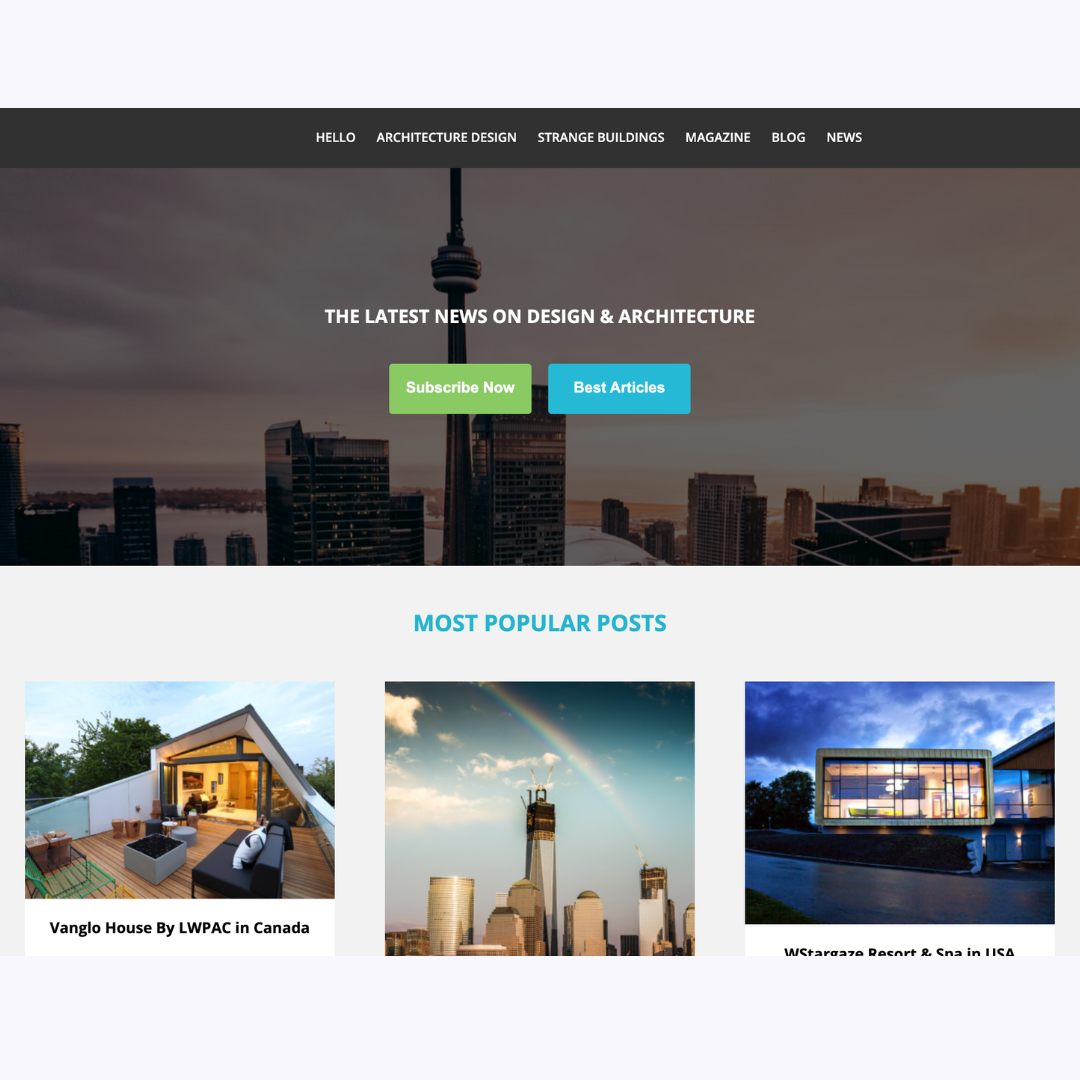 HELLO ARCHITECTURE DESIGN STRANGE BUILDINGS MAGAZINE BLOG NEWS
THE LATEST NEWS ON DESIGN & ARCHITECTURE
Subscribe Now Best Articles
MOST POPULAR POSTS
Vanglo House By LWPAC in Canada
WStargaze Resort & Spa in USA